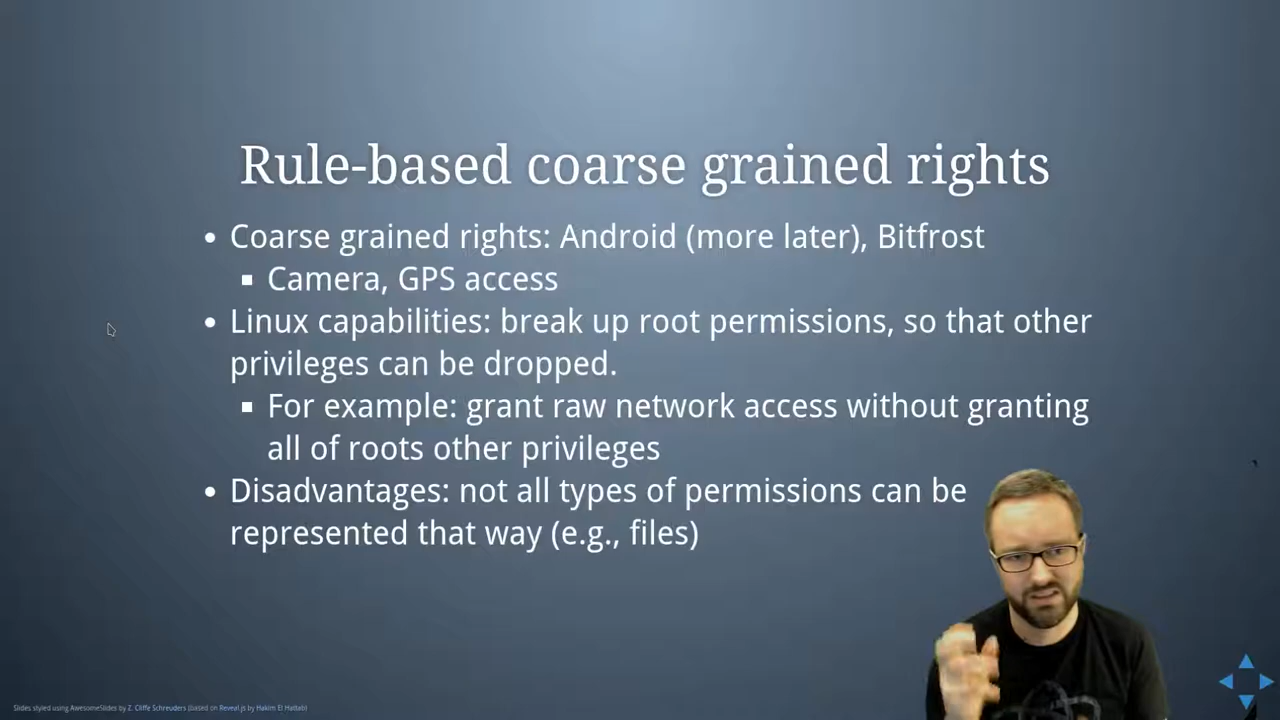 Rule-based coarse grained rights
• Coarse grained rights: Android (more later), Bitfrost
▪ Camera, GPS access
• Linux capabilities: break up root permissions, so that other
privileges can be dropped.
▪ For example: grant raw network access without granting
all of roots other privileges
• Disadvantages: not all types of permissions can be
represented that way (e.g., files)
Slides styled using AwesomeSlides by Z. Cliffe Schreuders (based on Reveal.js by Hakim El Hattab)